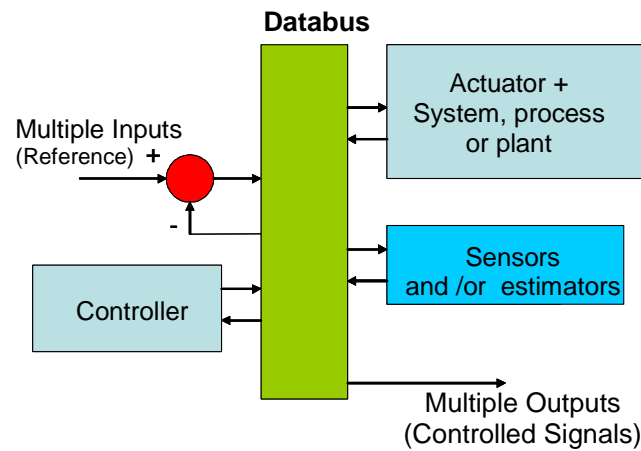 Databus
Multiple Inputs
(Reference) +
-
Controller
Actuator +
System, process
or plant
Sensors
and /or estimators
Multiple Outputs
(Controlled Signals)